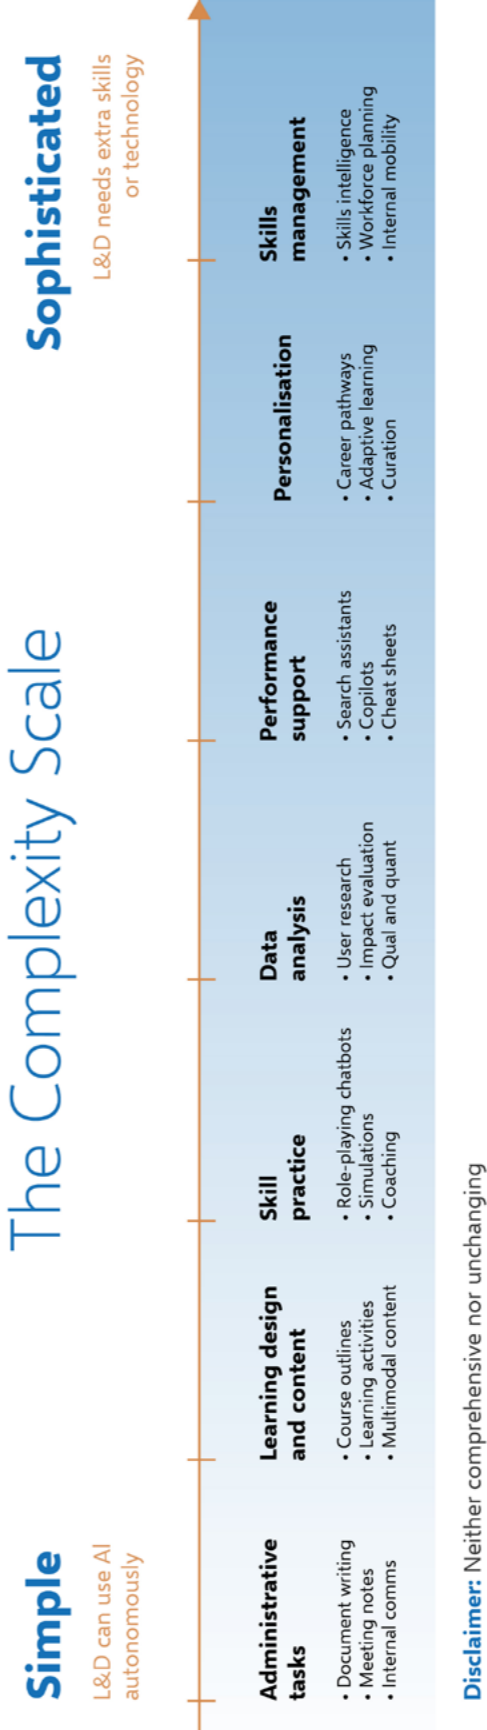 The Complexity Scale
Simple
L&D can use AI
autonomously
Sophisticated
L&D needs extra skills
or technology
Administrative
tasks
• Document writing
• Meeting notes
• Internal comms
Learning design
and content
• Course outlines
• Learning activities
• Multimodal content
Skill
practice
• Role-playing chatbots
• Simulations
• Coaching
Data
analysis
• User research
• Impact evaluation
• Qual and quant
Performance
support
• Search assistants
• Copilots
• Cheat sheets
Personalisation
• Career pathways
• Adaptive learning
• Curation
Skills
management
• Skills intelligence
• Workforce planning
• Internal mobility
Disclaimer: Neither comprehensive nor unchanging